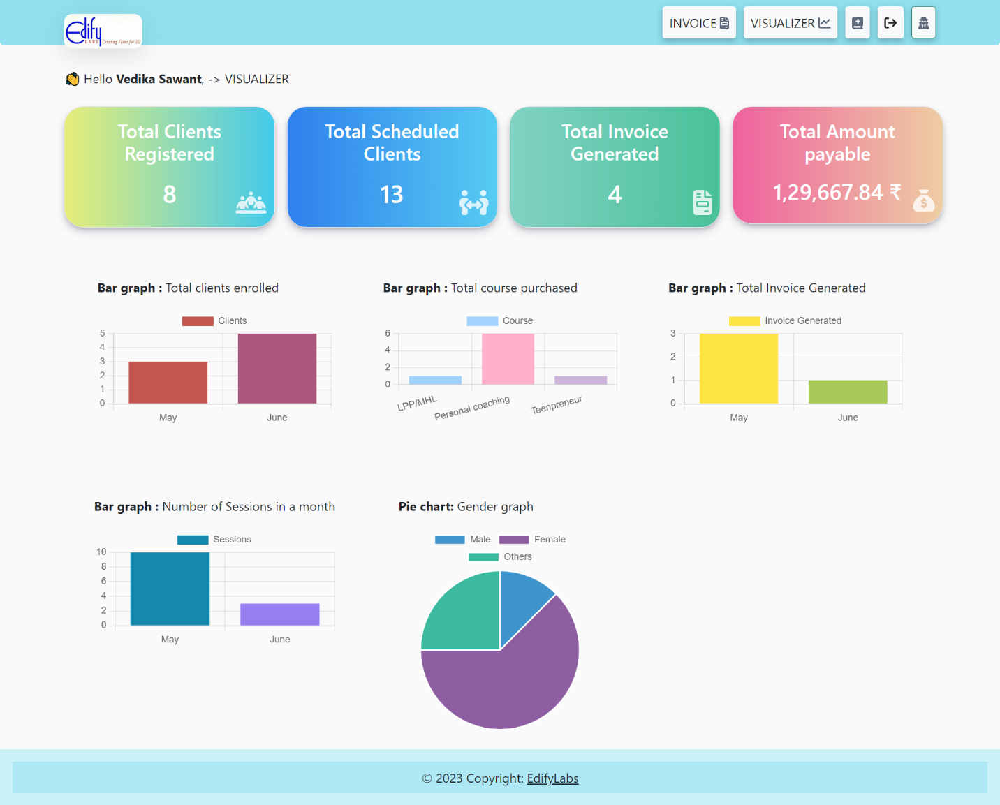 Edify
LABS Creating Value for All
INVOICE
VISUALIZER
Hello Vedika Sawant, -> VISUALIZER
Total Clients
Registered
8
Total Scheduled
Clients
13
Total Invoice
Generated
4
Total Amount
payable
1,29,667.84 ₹
$
Bar graph : Total clients enrolled
Clients
5
4
3
2
1
0
May
June
Bar graph : Total course purchased
Course
6
4
2
0
LPP/MHL
Personal coaching
Teenpreneur
Bar graph : Total Invoice Generated
Invoice Generated
3
2
1
0
May
June
Bar graph : Number of Sessions in a month
Sessions
10
8
6
4
2
0
May
June
Pie chart: Gender graph
Male
Female
Others
© 2023 Copyright: EdifyLabs